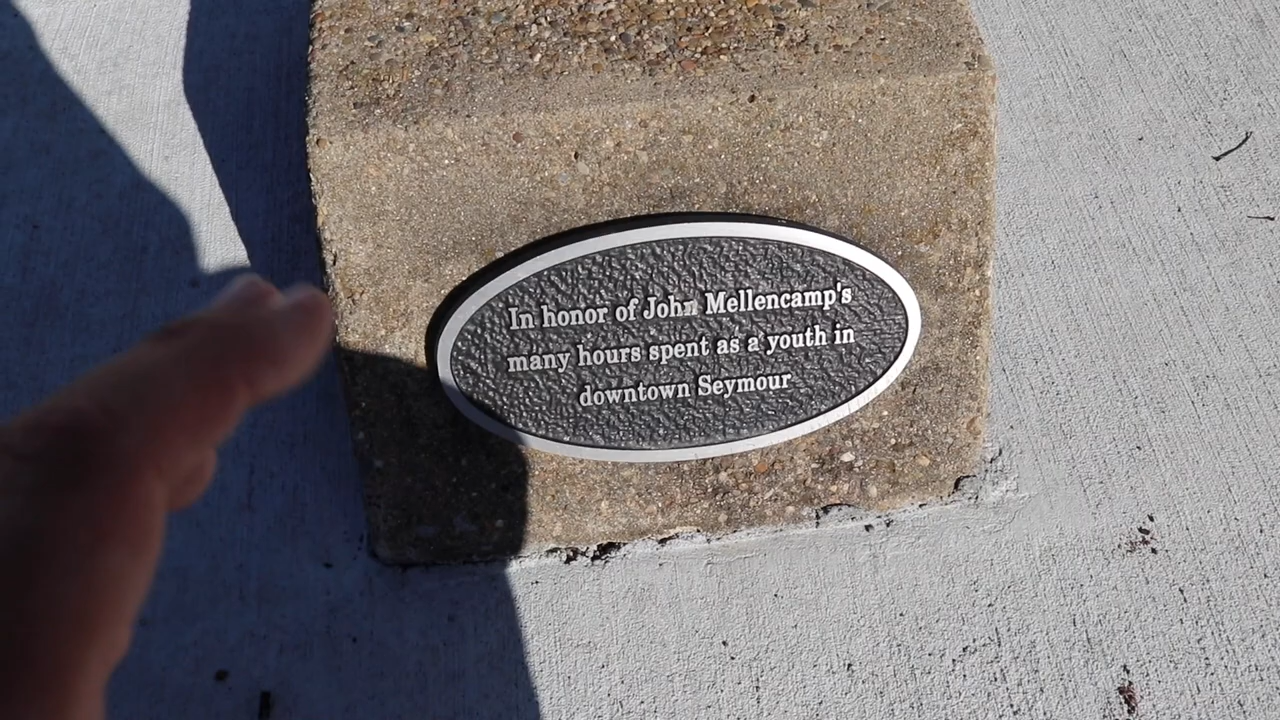 In honor of John Mellencamp's
many hours spent as a youth in
downtown Seymour